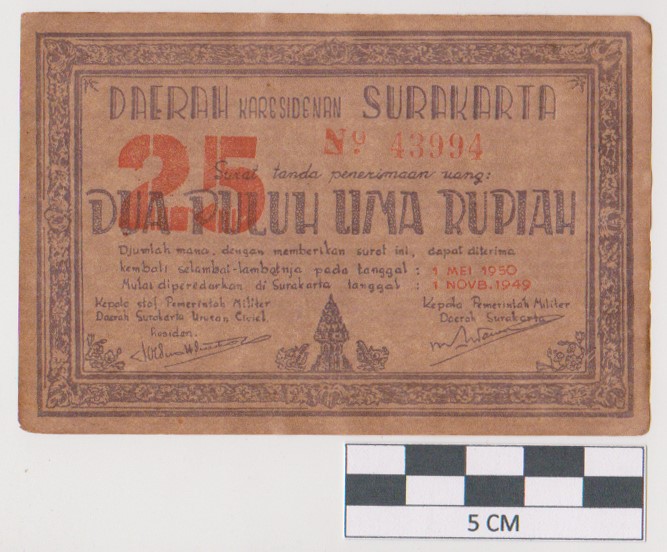 DAERAH KARESIDENAN SURAKARTA
25
Nº 43994
Surat tanda penerimaan uang:
DUA PULUH LIMA RUPIAH
Djumlah mana, dengan memberikan surat ini, dapat diterima
kembali selambat-lambatnja pada tanggal : 1 MEI 1950
Mulai diperedarkan di Surakarta tanggal : 1 NOVB. 1949
Kepala stof Pemerintah Militer
Daerah Surakarta Urusan Civiel
Residen.
Kepala Pemerintah Militer
Daerah Surakarta
5 CM